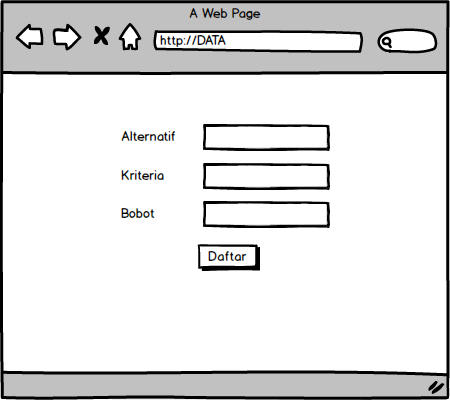 A Web Page
http://DATA
Alternatif
Kriteria
Bobot
Daftar